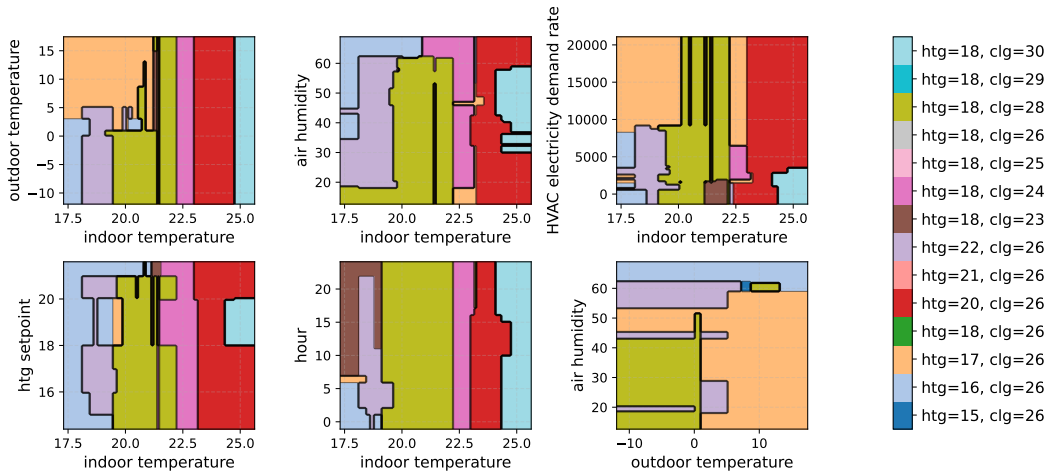 outdoor temperature
15
10
5
0
−5
−10
17.5 20.0 22.5 25.0
indoor temperature
air humidity
60
50
40
30
20
17.5 20.0 22.5 25.0
indoor temperature
HVAC electricity demand rate
20000
15000
10000
5000
0
17.5 20.0 22.5 25.0
indoor temperature
htg setpoint
20
18
16
17.5 20.0 22.5 25.0
indoor temperature
hour
25
20
15
10
5
0
17.5 20.0 22.5 25.0
indoor temperature
air humidity
60
50
40
30
20
−10 0 10
outdoor temperature
htg=18, clg=30
htg=18, clg=29
htg=18, clg=28
htg=18, clg=26
htg=18, clg=25
htg=18, clg=24
htg=18, clg=23
htg=22, clg=26
htg=21, clg=26
htg=20, clg=26
htg=18, clg=26
htg=17, clg=26
htg=16, clg=26
htg=15, clg=26